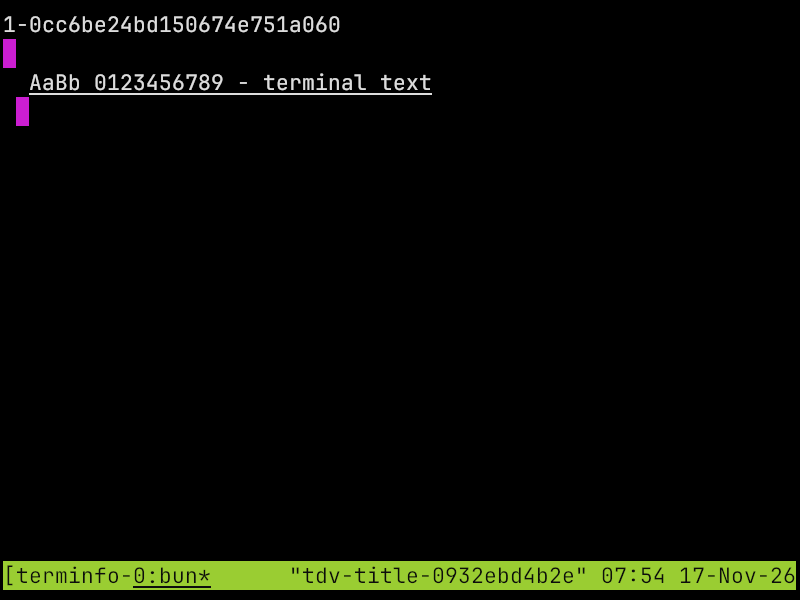 1-0cc6be24bd150674e751a060
AaBb 0123456789 - terminal text
[terminfo-0:bun* "tdv-title-0932ebd4b2e" 07:54 17-Nov-26